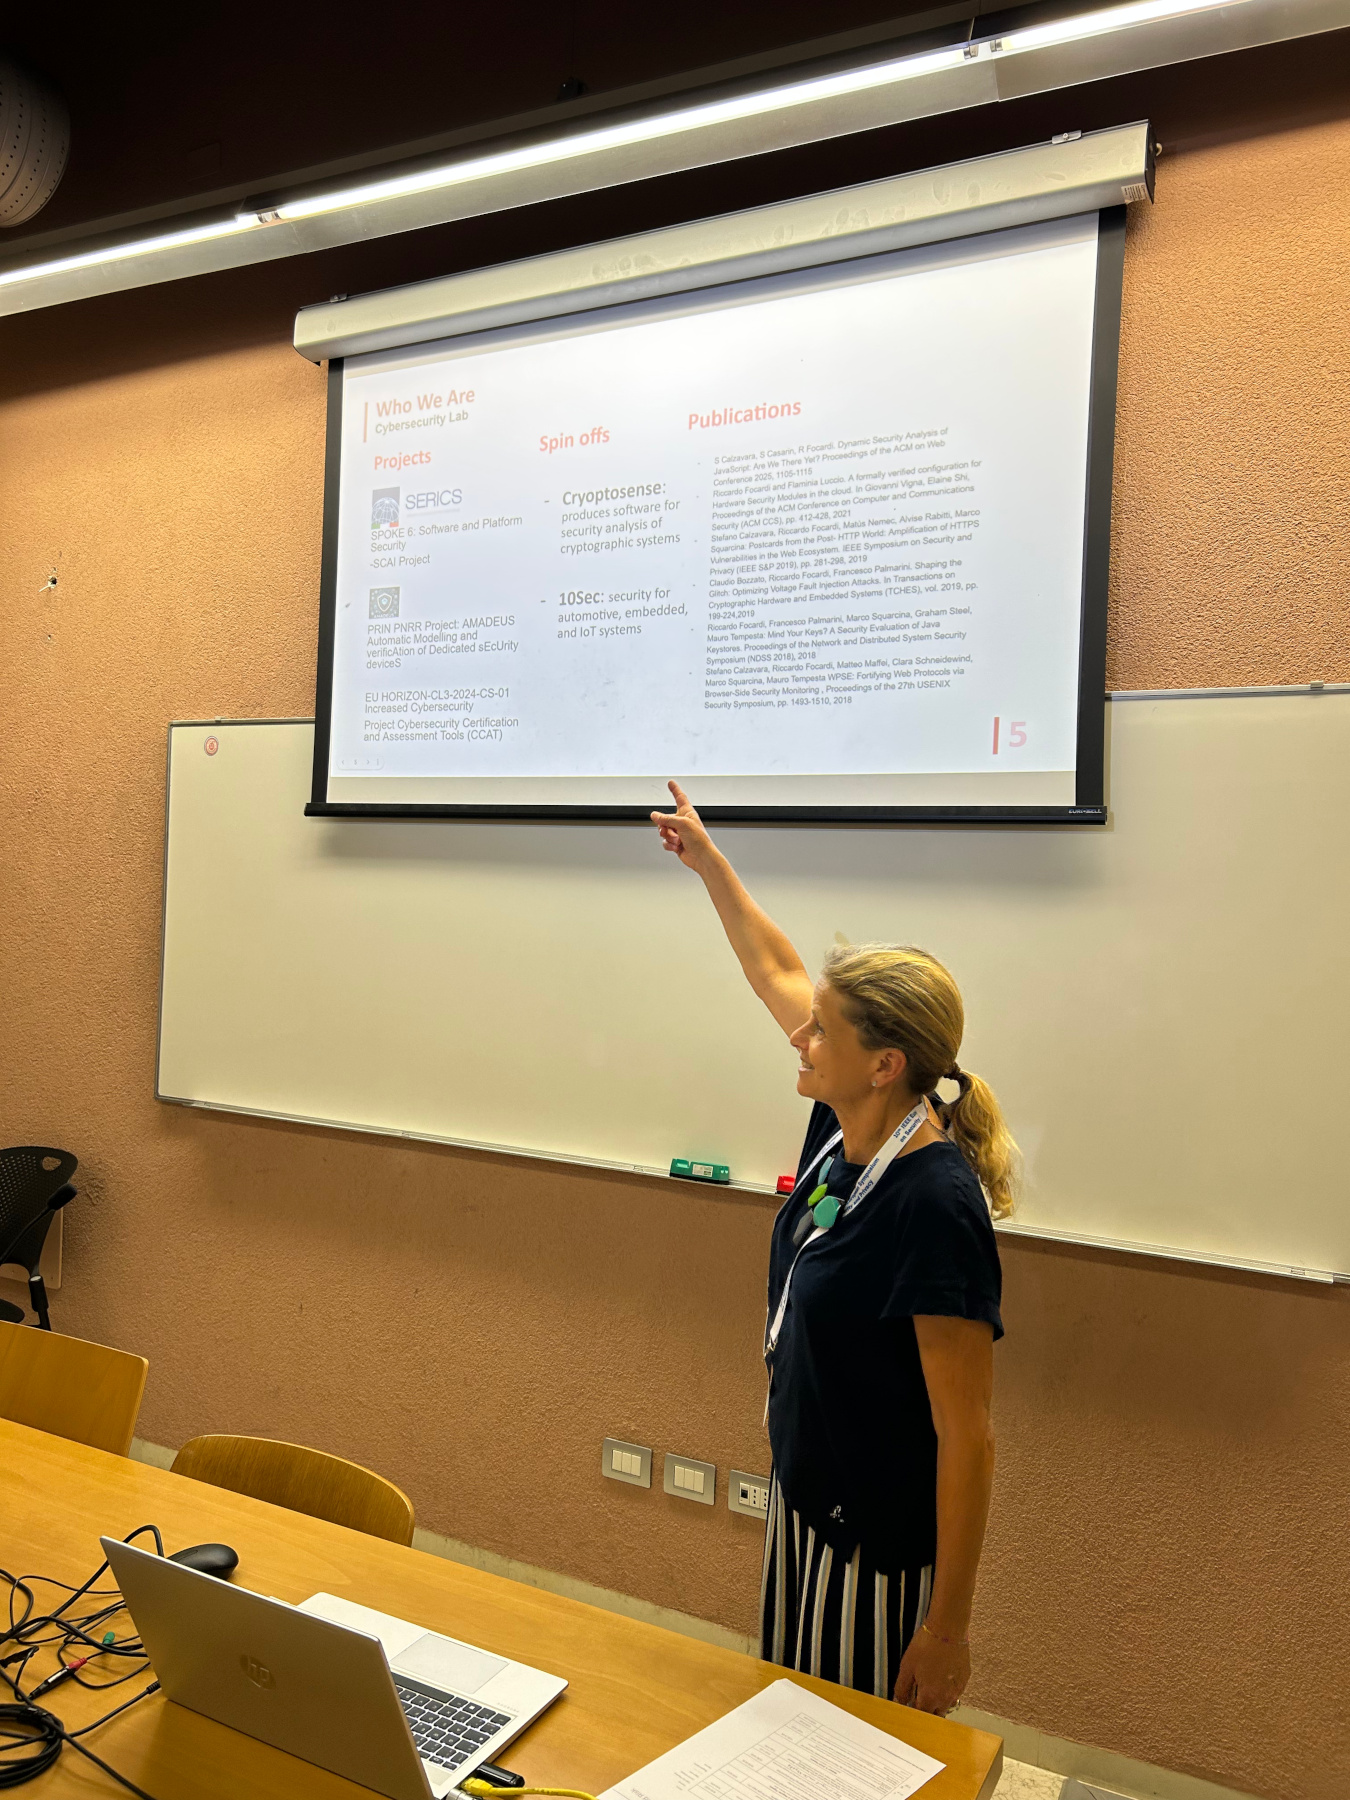 Who We Are
Cybersecurity Lab
Projects
SERICS
SPOKE 6: Software and Platform
Security
-SCAI Project
PRIN PNRR Project: AMADEUS
Automatic Modelling and
verificAtion of Dedicated sEcUrity
deviceS
EU HORIZON-CL3-2024-CS-01
Increased Cybersecurity
Project Cybersecurity Certification
and Assessment Tools (CCAT)
Spin offs
- Cryoptosense:
produces software for
security analysis of
cryptographic systems
- 10Sec: security for
automotive, embedded,
and IoT systems
Publications
S Calzavara, S Casarin, R Focardi. Dynamic Security Analysis of
JavaScript: Are We There Yet? Proceedings of the ACM on Web
Conference 2025, 1105-1115
Riccardo Focardi and Flaminia Luccio. A formally verified configuration for
Hardware Security Modules in the cloud. In Giovanni Vigna, Elaine Shi,
Proceedings of the ACM Conference on Computer and Communications
Security (ACM CCS), pp. 412-428, 2021
Stefano Calzavara, Riccardo Focardi, Matús Nemec, Alvise Rabitti, Marco
Squarcina: Postcards from the Post- HTTP World: Amplification of HTTPS
Vulnerabilities in the Web Ecosystem. IEEE Symposium on Security and
Privacy (IEEE S&P 2019), pp. 281-298, 2019
Claudio Bozzato, Riccardo Focardi, Francesco Palmarini, Shaping the
Glitch: Optimizing Voltage Fault Injection Attacks. In Transactions on
Cryptographic Hardware and Embedded Systems (TCHES), vol. 2019, pp.
199-224,2019
Riccardo Focardi, Francesco Palmarini, Marco Squarcina, Graham Steel,
Mauro Tempesta: Mind Your Keys? A Security Evaluation of Java
Keystores. Proceedings of the Network and Distributed System Security
Symposium (NDSS 2018), 2018
Stefano Calzavara, Riccardo Focardi, Matteo Maffei, Clara Schneidewind,
Marco Squarcina, Mauro Tempesta WPSE: Fortifying Web Protocols via
Browser-Side Security Monitoring , Proceedings of the 27th USENIX
Security Symposium, pp. 1493-1510, 2018
5
10th IEEE Eur
on Security
Symposium
and Privacy
hp